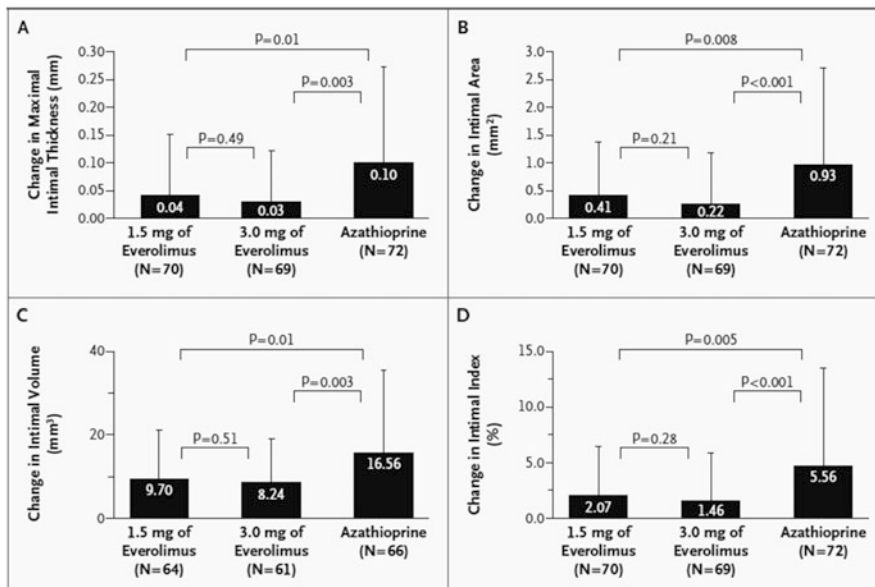 A
Change in Maximal
Intimal Thickness (mm)
0.30
0.25
0.20
0.15
0.10
0.05
0.00
P=0.01
P=0.003
P=0.49
0.04
0.03
0.10
1.5 mg of
Everolimus
(N=70)
3.0 mg of
Everolimus
(N=69)
Azathioprine
(N=72)
B
Change in Intimal Area
(mm²)
3.0
2.5
2.0
1.5
1.0
0.5
0.0
P=0.008
P<0.001
P=0.21
0.41
0.22
0.93
1.5 mg of
Everolimus
(N=70)
3.0 mg of
Everolimus
(N=69)
Azathioprine
(N=72)
C
Change in Intimal Volume
(mm³)
40
20
0
P=0.01
P=0.003
P=0.51
9.70
8.24
16.56
1.5 mg of
Everolimus
(N=64)
3.0 mg of
Everolimus
(N=61)
Azathioprine
(N=66)
D
Change in Intimal Index
(%)
15.0
10.0
5.0
0.0
P=0.005
P<0.001
P=0.28
2.07
1.46
5.56
1.5 mg of
Everolimus
(N=70)
3.0 mg of
Everolimus
(N=69)
Azathioprine
(N=72)